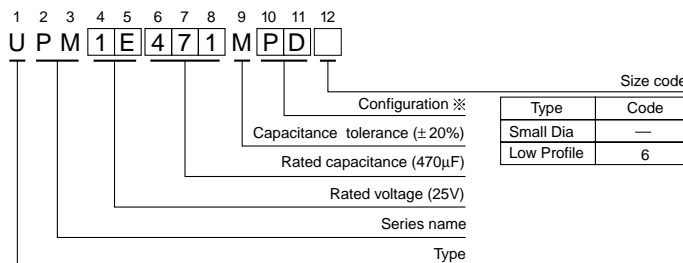 1 2 3 4 5 6 7 8 9 10 11 12
U P M 1 E 4 7 1 M P D
Size code
Configuration ※
Type Code
Capacitance tolerance (±20%)
Small Dia —
Rated capacitance (470µF)
Low Profile 6
Rated voltage (25V)
Series name
Type